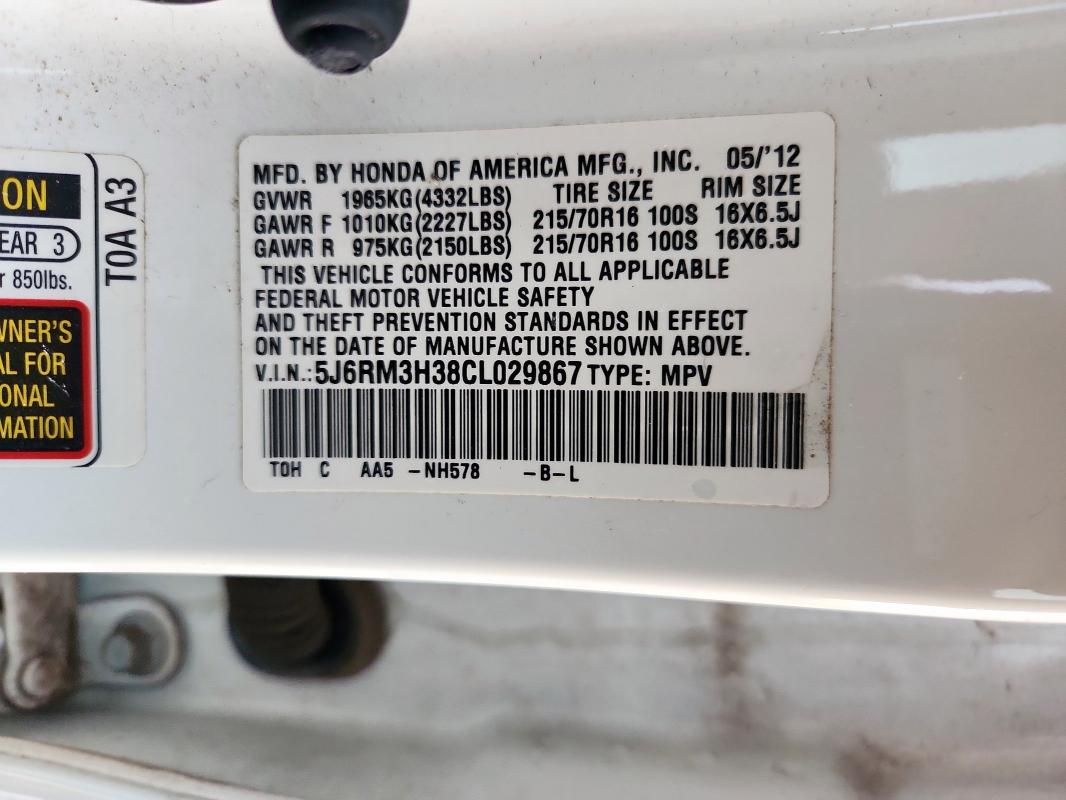 ON
EAR 3
r 850lbs.
WNER'S
AL FOR
ONAL
MATION
T0A A3
MFD. BY HONDA OF AMERICA MFG., INC. 05/'12
GVWR 1965KG(4332LBS) TIRE SIZE RIM SIZE
GAWR F 1010KG(2227LBS) 215/70R16 100S 16X6.5J
GAWR R 975KG(2150LBS) 215/70R16 100S 16X6.5J
THIS VEHICLE CONFORMS TO ALL APPLICABLE
FEDERAL MOTOR VEHICLE SAFETY
AND THEFT PREVENTION STANDARDS IN EFFECT
ON THE DATE OF MANUFACTURE SHOWN ABOVE.
V.I.N.:5J6RM3H38CL029867 TYPE: MPV
T0H C AA5 -NH578 -B-L